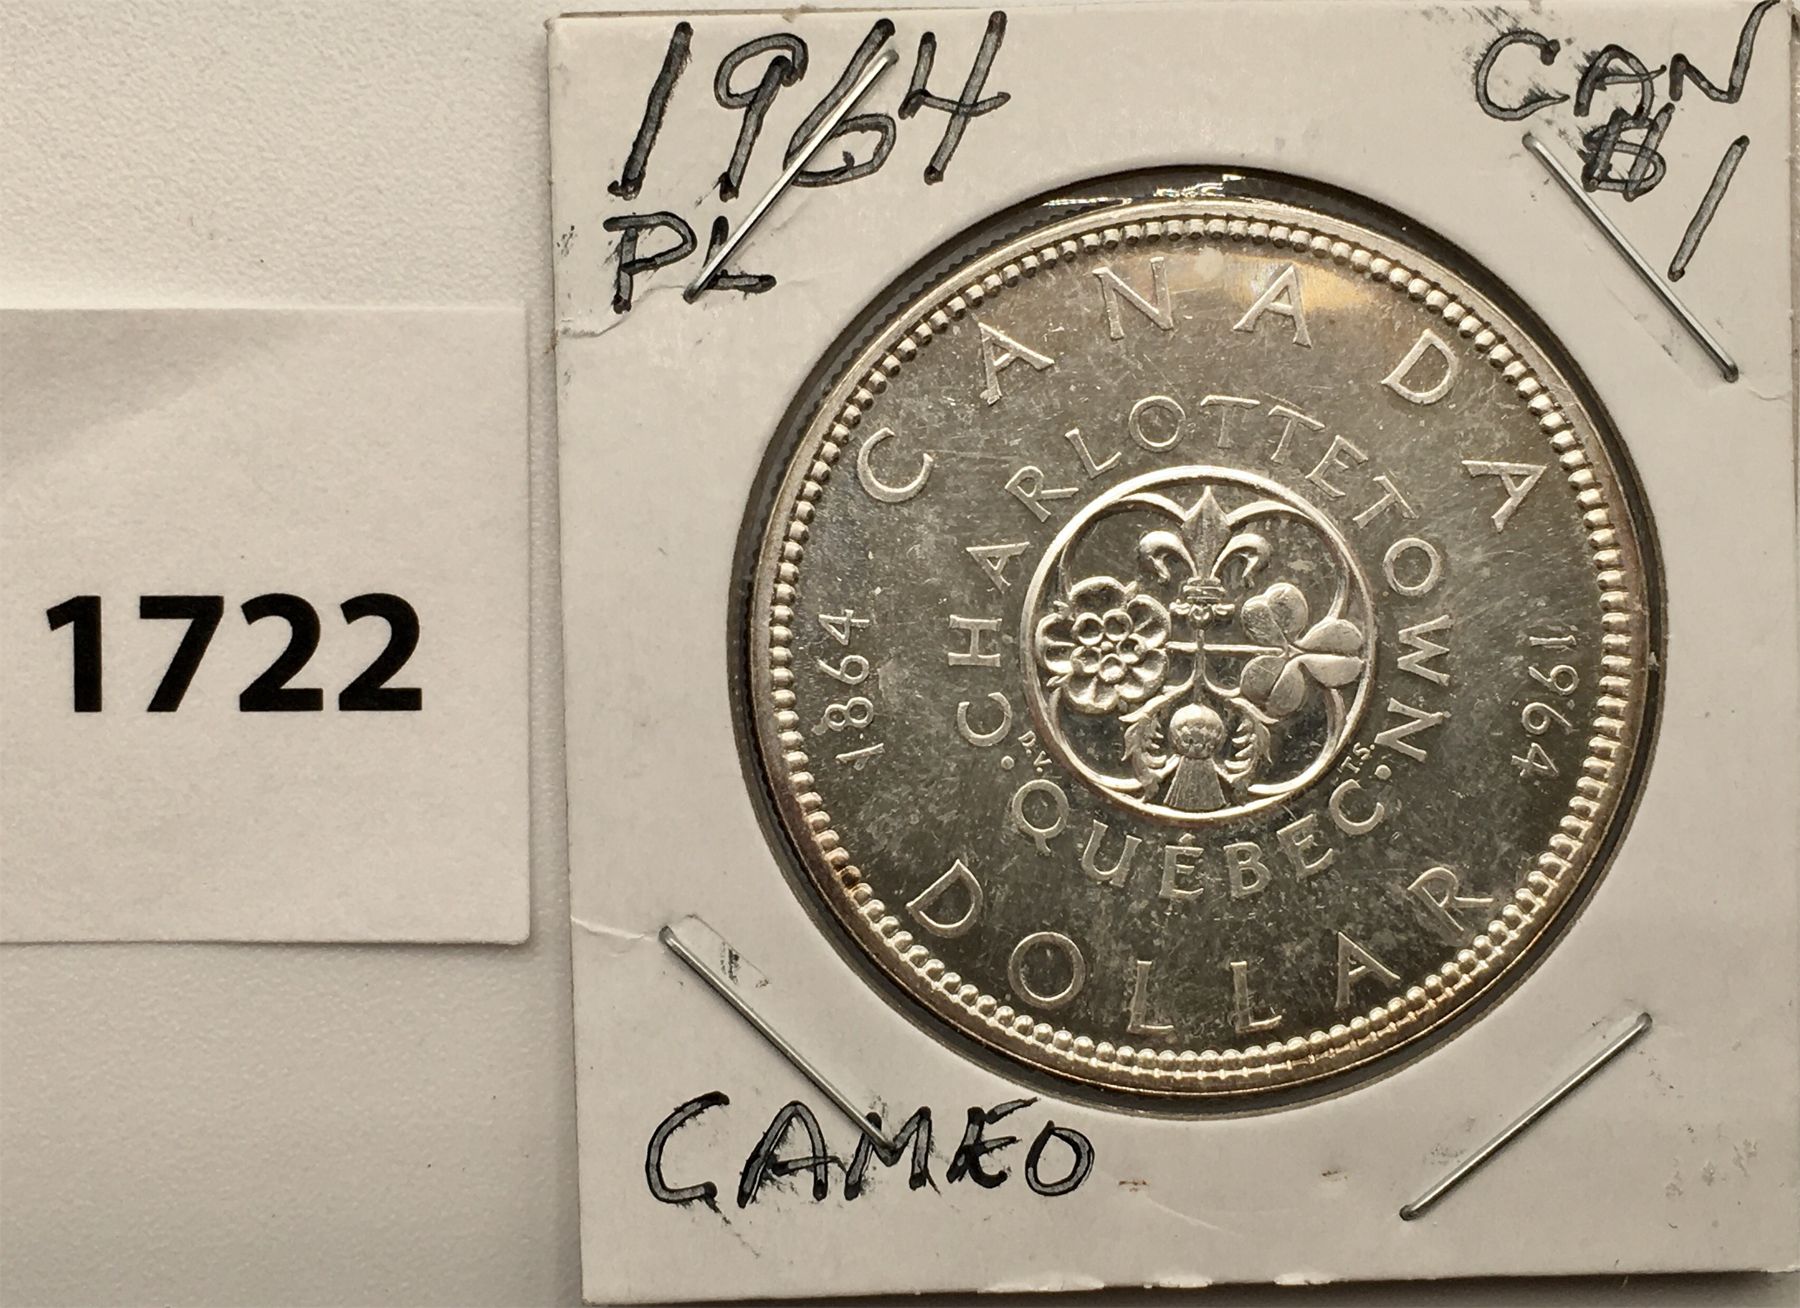 1964
PL
CAN
$1
1722
CANADA
CHARLOTTETOWN·QUÉBEC·
1864
1964
D.V.
T.S.
DOLLAR
CAMEO